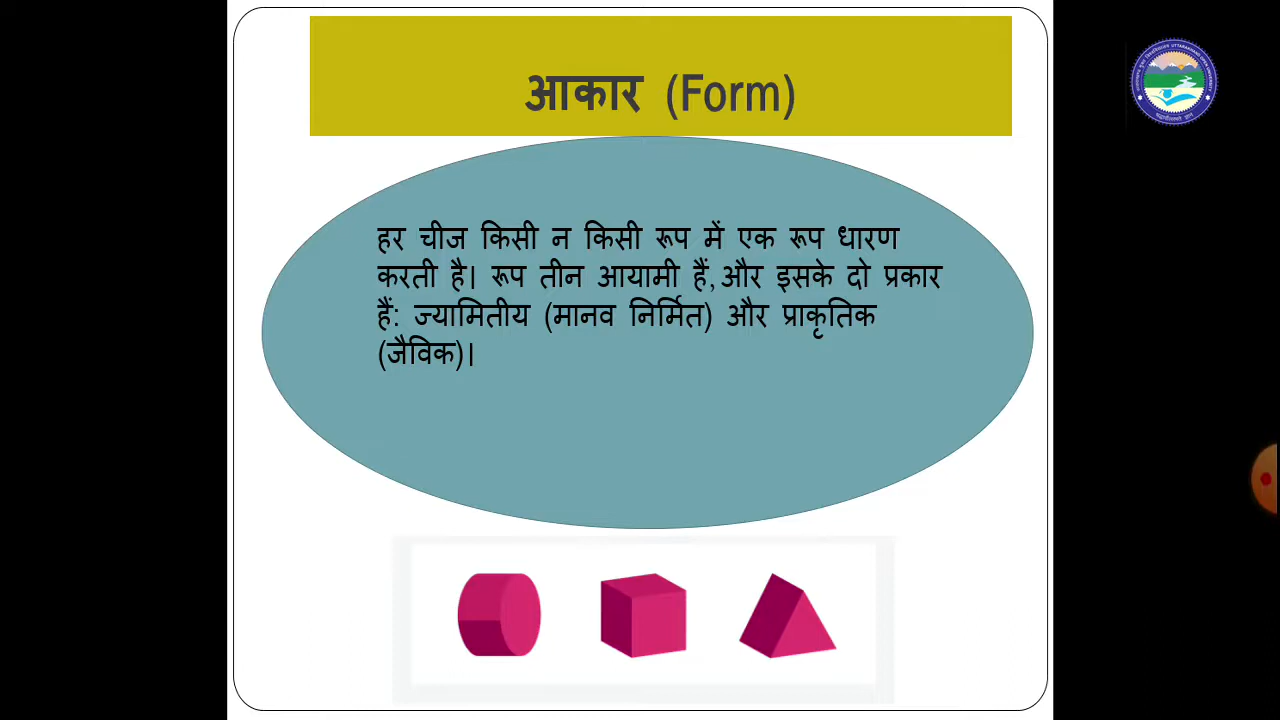 आकार (Form)
हर चीज किसी न किसी रूप में एक रूप धारण
करती है। रूप तीन आयामी हैं,और इसके दो प्रकार
हैं: ज्यामितीय (मानव निर्मित) और प्राकृतिक
(जैविक)।